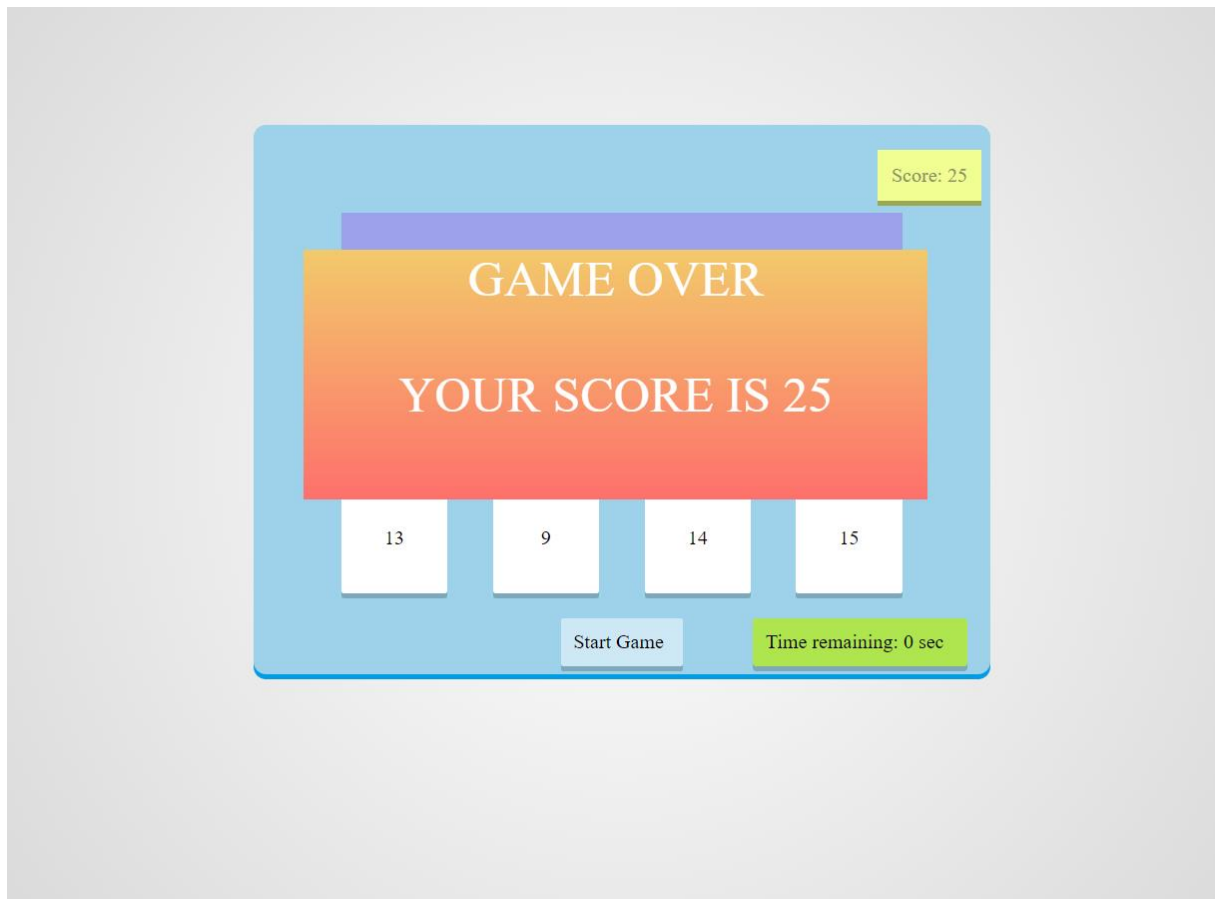 Score: 25
GAME OVER
YOUR SCORE IS 25
13 9 14 15
Start Game Time remaining: 0 sec